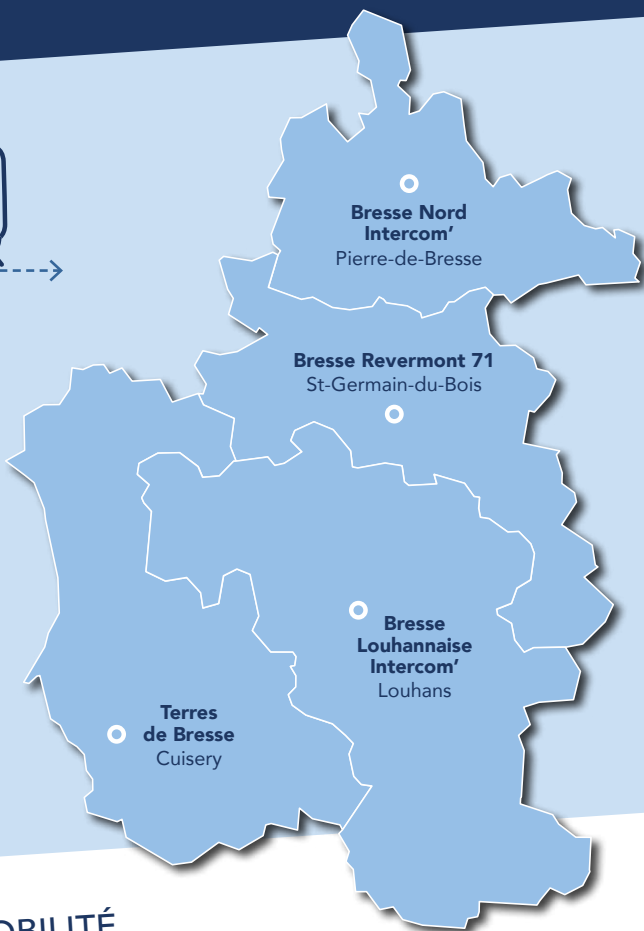 Bresse Nord
Intercom’
Pierre-de-Bresse
Bresse Revermont 71
St-Germain-du-Bois
Bresse
Louhannaise
Intercom’
Louhans
Terres
de Bresse
Cuisery